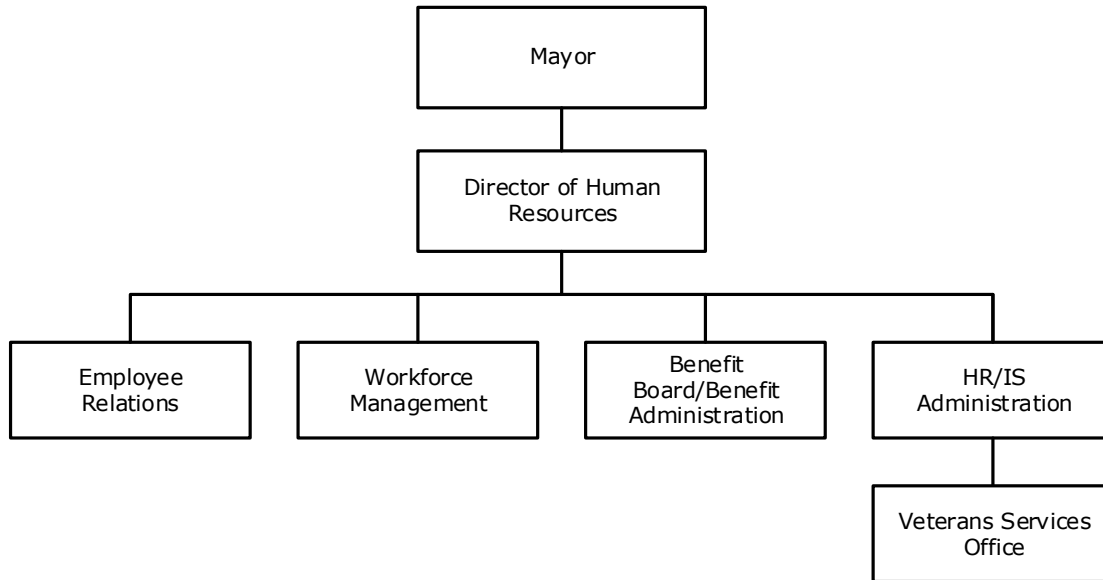 Mayor
Director of Human
Resources
Employee
Relations
Workforce
Management
Benefit
Board/Benefit
Administration
HR/IS
Administration
Veterans Services
Office